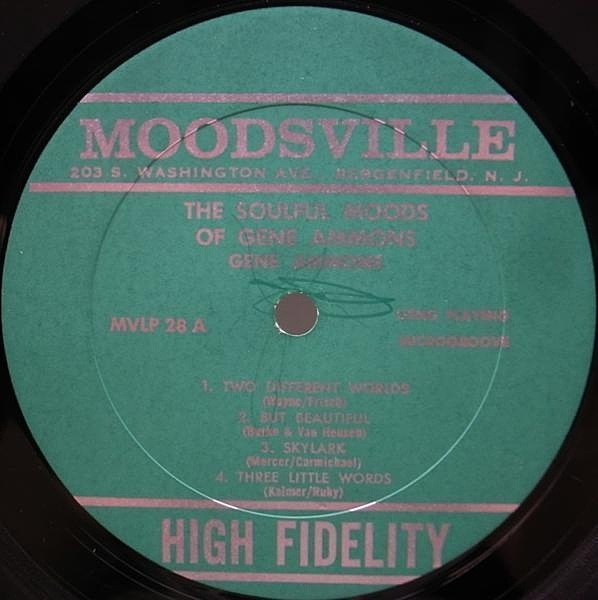 MOODSVILLE
203 S. WASHINGTON AVE., BERGENFIELD, N. J.
THE SOULFUL MOODS
OF GENE AMMONS
GENE AMMONS
MVLP 28 A
LONG PLAYING
MICROGROOVE
1. TWO DIFFERENT WORLDS
(Wayne/Frisch)
2. BUT BEAUTIFUL
(Burke & Van Heusen)
3. SKYLARK
(Mercer/Carmichael)
4. THREE LITTLE WORDS
(Kalmer/Ruby)
HIGH FIDELITY